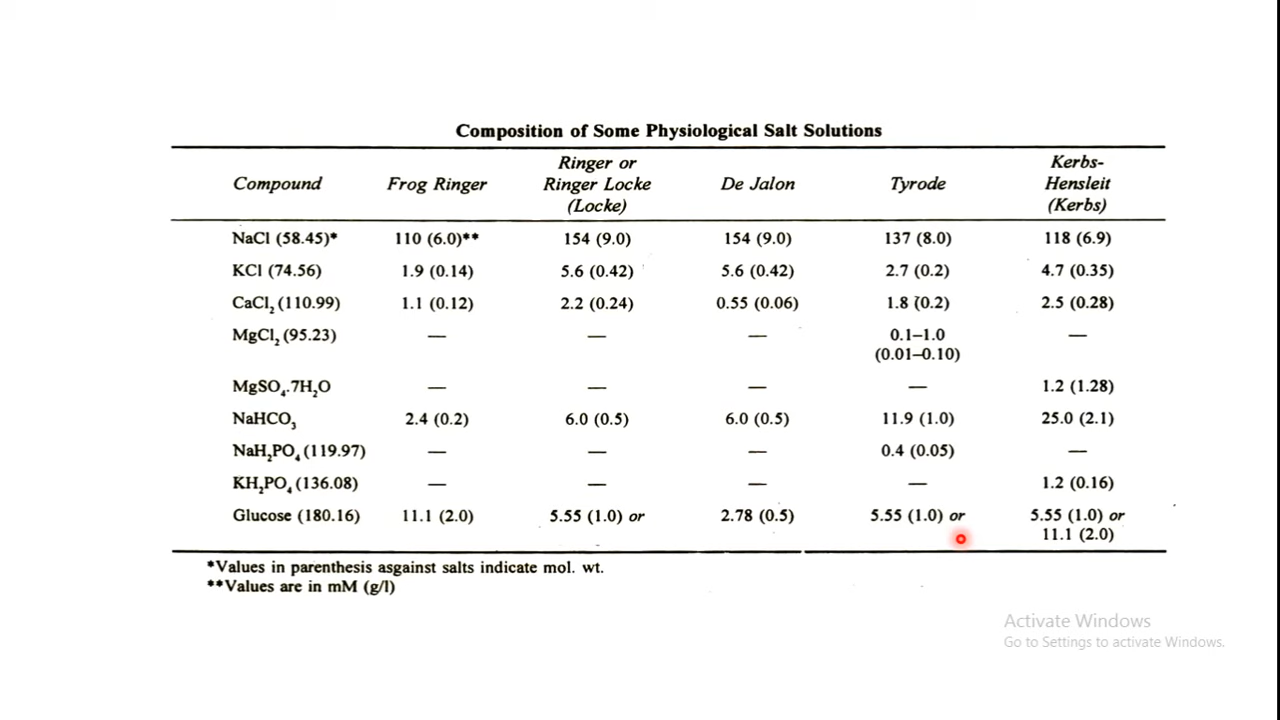 Composition of Some Physiological Salt Solutions
Compound Frog Ringer Ringer or Ringer Locke (Locke) De Jalon Tyrode Kerbs-Hensleit (Kerbs)
NaCl (58.45)* 110 (6.0)** 154 (9.0) 154 (9.0) 137 (8.0) 118 (6.9)
KCl (74.56) 1.9 (0.14) 5.6 (0.42) 5.6 (0.42) 2.7 (0.2) 4.7 (0.35)
CaCl₂ (110.99) 1.1 (0.12) 2.2 (0.24) 0.55 (0.06) 1.8 (0.2) 2.5 (0.28)
MgCl₂ (95.23) — — — 0.1–1.0 —
(0.01–0.10)
MgSO₄.7H₂O — — — — 1.2 (1.28)
NaHCO₃ 2.4 (0.2) 6.0 (0.5) 6.0 (0.5) 11.9 (1.0) 25.0 (2.1)
NaH₂PO₄ (119.97) — — — 0.4 (0.05) —
KH₂PO₄ (136.08) — — — — 1.2 (0.16)
Glucose (180.16) 11.1 (2.0) 5.55 (1.0) or 2.78 (0.5) 5.55 (1.0) or 5.55 (1.0) or
11.1 (2.0)
*Values in parenthesis asgainst salts indicate mol. wt.
**Values are in mM (g/l)
Activate Windows
Go to Settings to activate Windows.